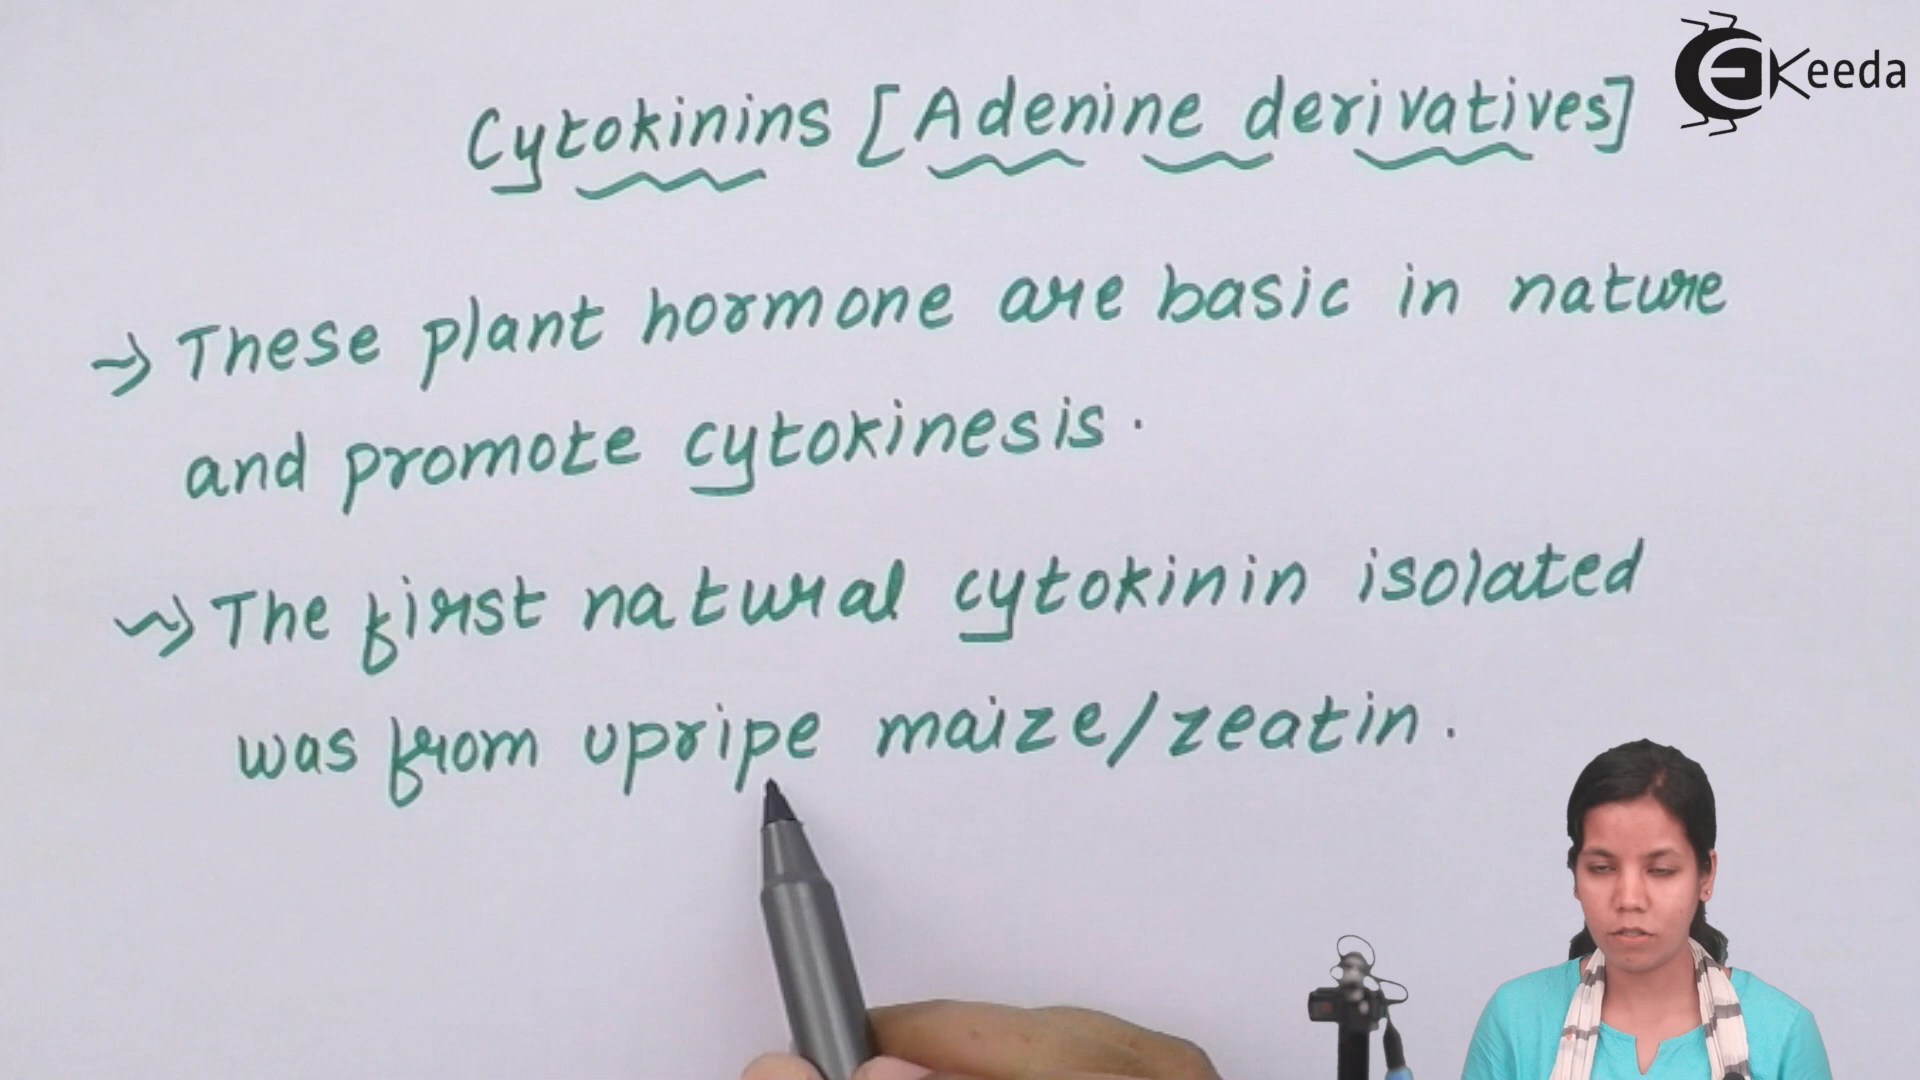 Keeda
Cytokinins [Adenine derivatives]
→ These plant hormone are basic in nature
and promote cytokinesis.
→ The first natural cytokinin isolated
was from upripe maize/zeatin.